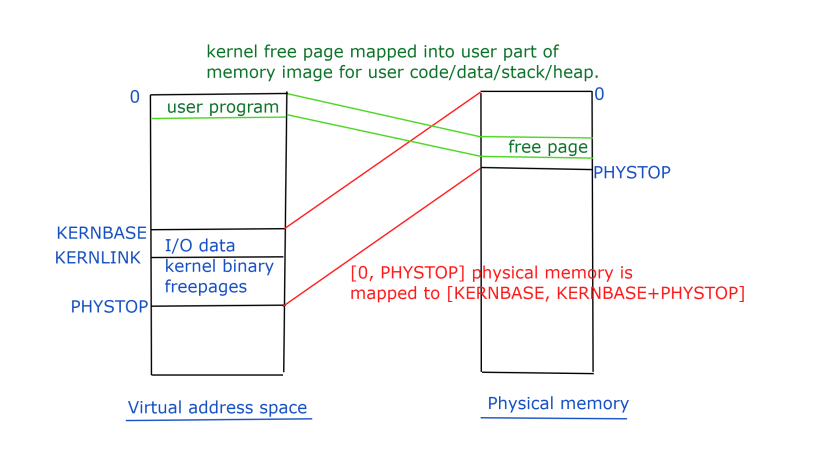 kernel free page mapped into user part of
memory image for user code/data/stack/heap.
0
user program
0
free page
PHYSTOP
KERNBASE
I/O data
KERNLINK
kernel binary
freepages
PHYSTOP
[0, PHYSTOP] physical memory is
mapped to [KERNBASE, KERNBASE+PHYSTOP]
Virtual address space
Physical memory